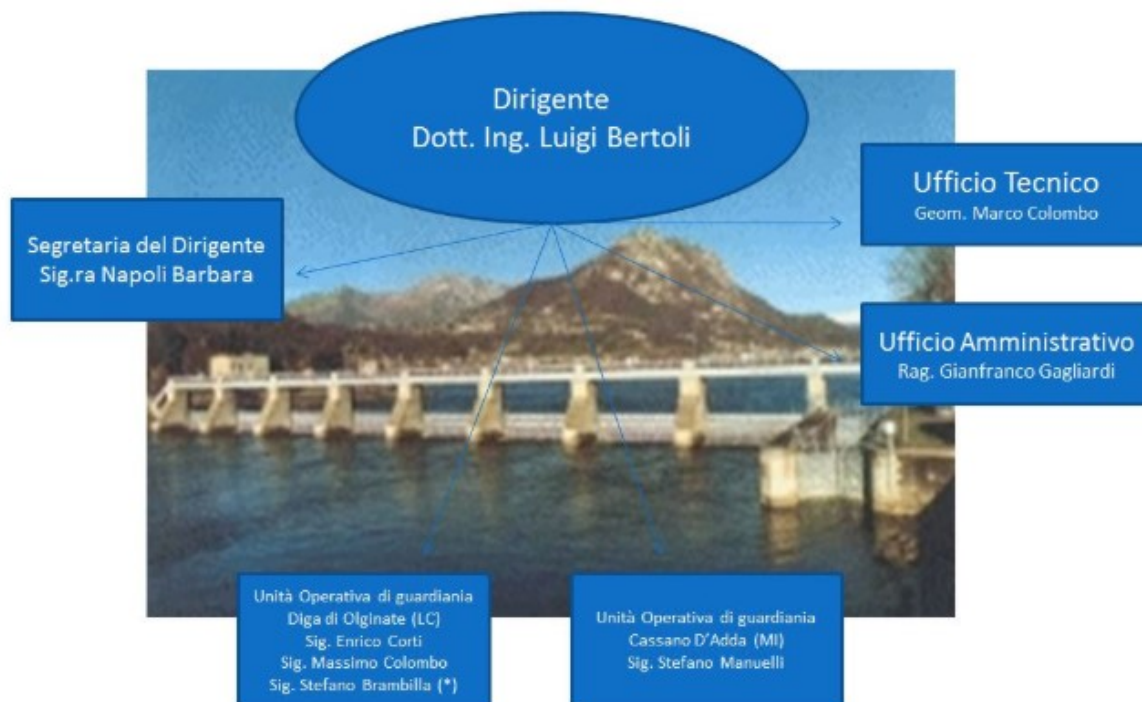 Dirigente
Dott. Ing. Luigi Bertoli
Segretaria del Dirigente
Sig.ra Napoli Barbara
Ufficio Tecnico
Geom. Marco Colombo
Ufficio Amministrativo
Rag. Gianfranco Gagliardi
Unità Operativa di guardiania
Diga di Olginate (LC)
Sig. Enrico Corti
Sig. Massimo Colombo
Sig. Stefano Brambilla (*)
Unità Operativa di guardiania
Cassano D'Adda (MI)
Sig. Stefano Manuelli